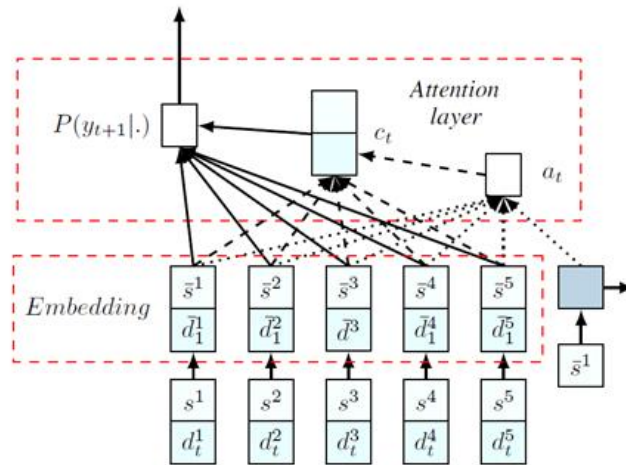 Attention
layer
P(y_{t+1}|.)
c_t
a_t
Embedding
s̄^1 s̄^2 s̄^3 s̄^4 s̄^5
d̄_1^1 d̄_1^2 d̄^3 d̄_1^4 d̄_1^5
s̄^1
s^1 s^2 s^3 s^4 s^5
d_t^1 d_t^2 d_t^3 d_t^4 d_t^5